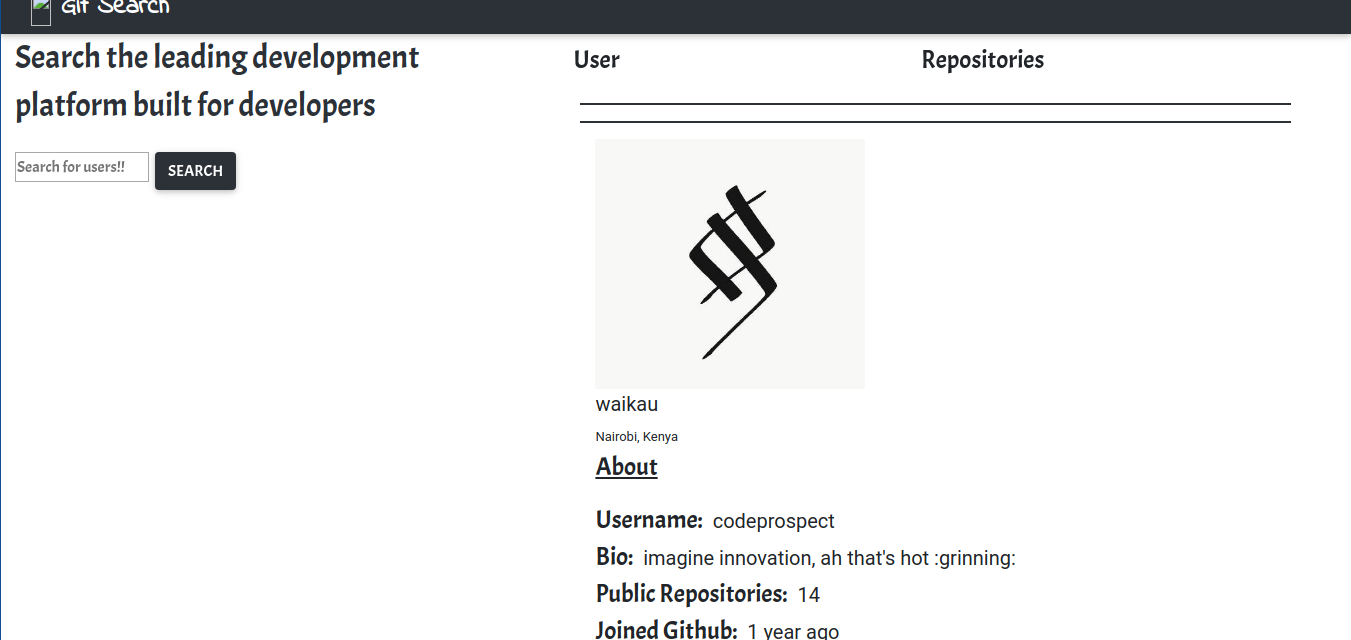 Git Search
Search the leading development
platform built for developers
Search for users!!
SEARCH
User
Repositories
waikau
Nairobi, Kenya
About
Username: codeprospect
Bio: imagine innovation, ah that's hot :grinning:
Public Repositories: 14
Joined Github: 1 year ago